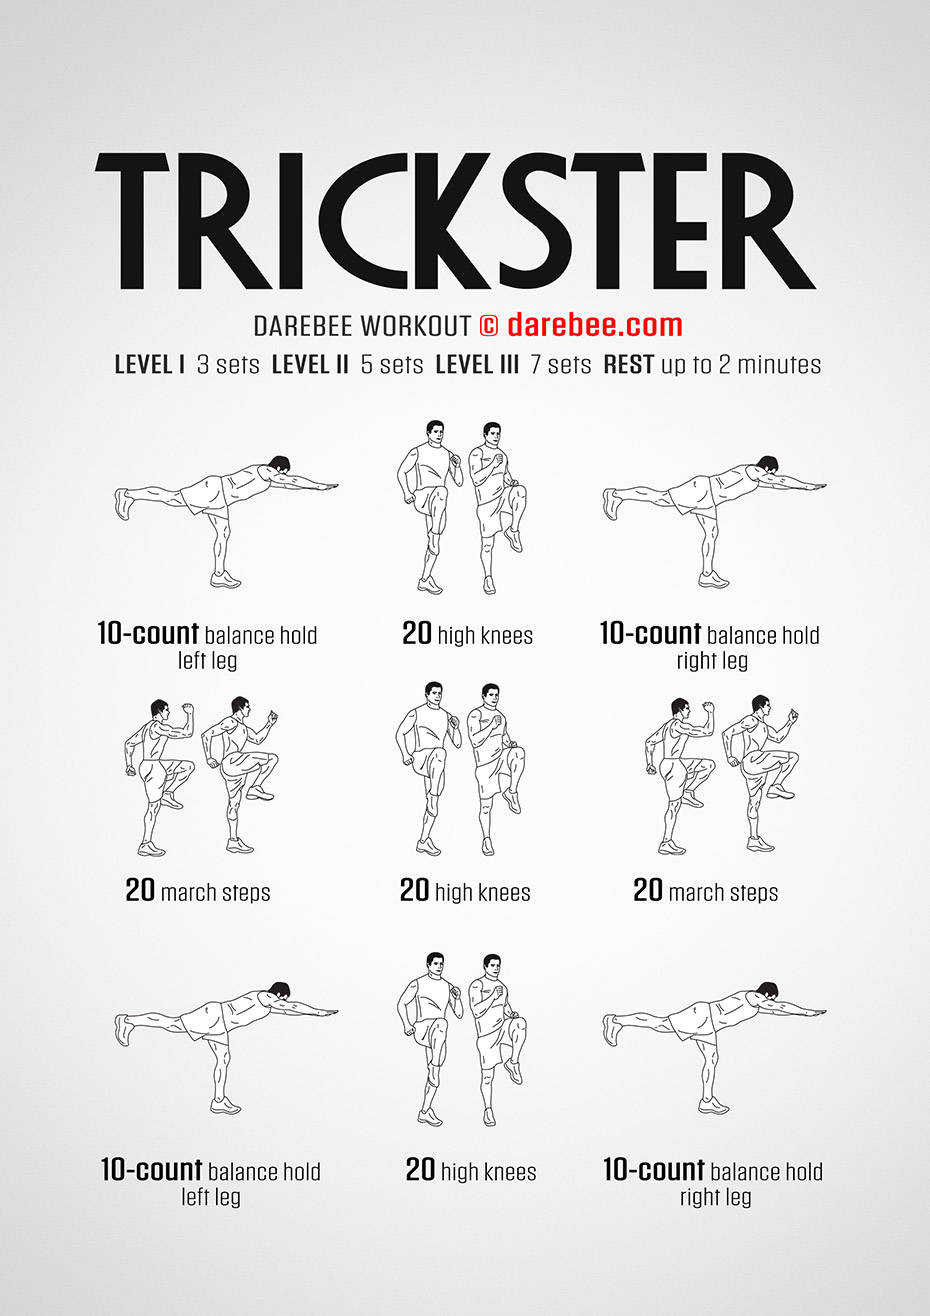 TRICKSTER
DAREBEE WORKOUT © darebee.com
LEVEL I 3 sets LEVEL II 5 sets LEVEL III 7 sets REST up to 2 minutes
10-count balance hold
left leg
20 high knees
10-count balance hold
right leg
20 march steps
20 high knees
20 march steps
10-count balance hold
left leg
20 high knees
10-count balance hold
right leg